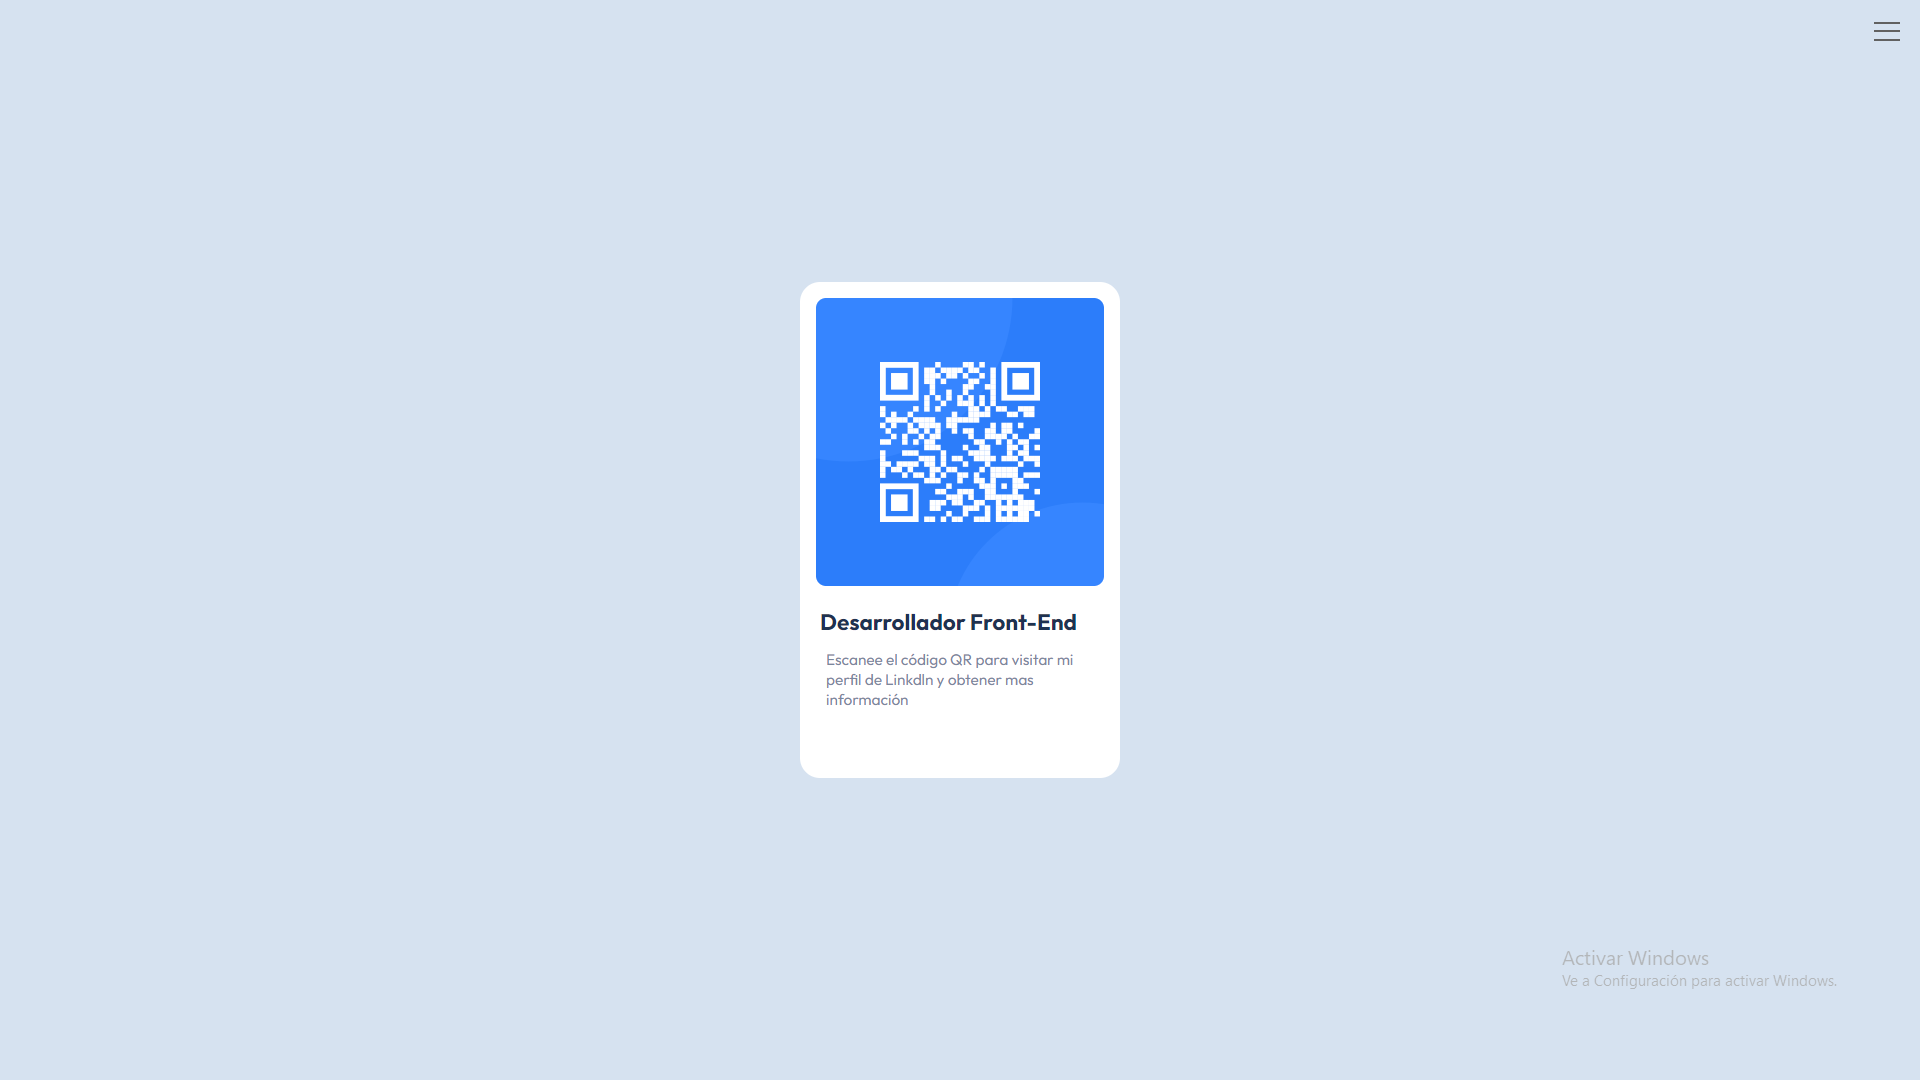 Desarrollador Front-End
Escanee el código QR para visitar mi
perfil de LinkdIn y obtener mas
información
Activar Windows
Ve a Configuración para activar Windows.